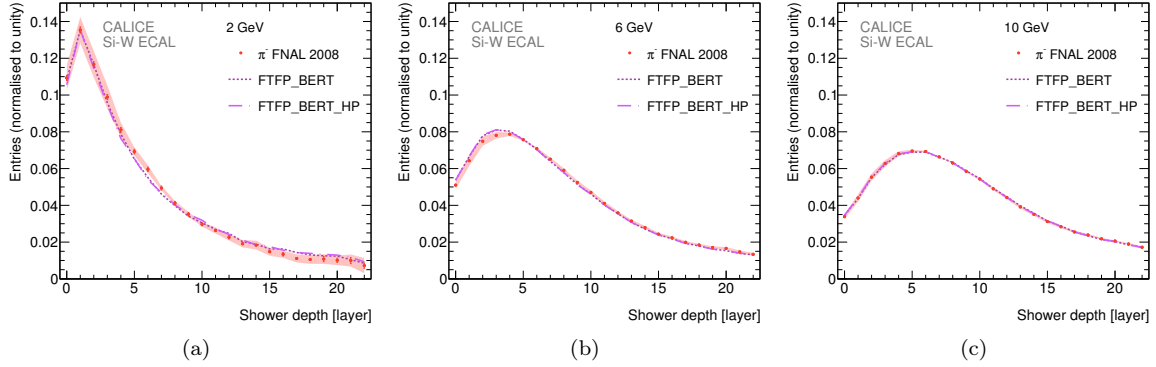 Entries (normalised to unity)
0.14
0.12
0.1
0.08
0.06
0.04
0.02
0
CALICE
Si-W ECAL
2 GeV
π⁻ FNAL 2008
FTFP_BERT
FTFP_BERT_HP
0 5 10 15 20
Shower depth [layer]
(a)
Entries (normalised to unity)
0.14
0.12
0.1
0.08
0.06
0.04
0.02
0
CALICE
Si-W ECAL
6 GeV
π⁻ FNAL 2008
FTFP_BERT
FTFP_BERT_HP
0 5 10 15 20
Shower depth [layer]
(b)
Entries (normalised to unity)
0.14
0.12
0.1
0.08
0.06
0.04
0.02
0
CALICE
Si-W ECAL
10 GeV
π⁻ FNAL 2008
FTFP_BERT
FTFP_BERT_HP
0 5 10 15 20
Shower depth [layer]
(c)